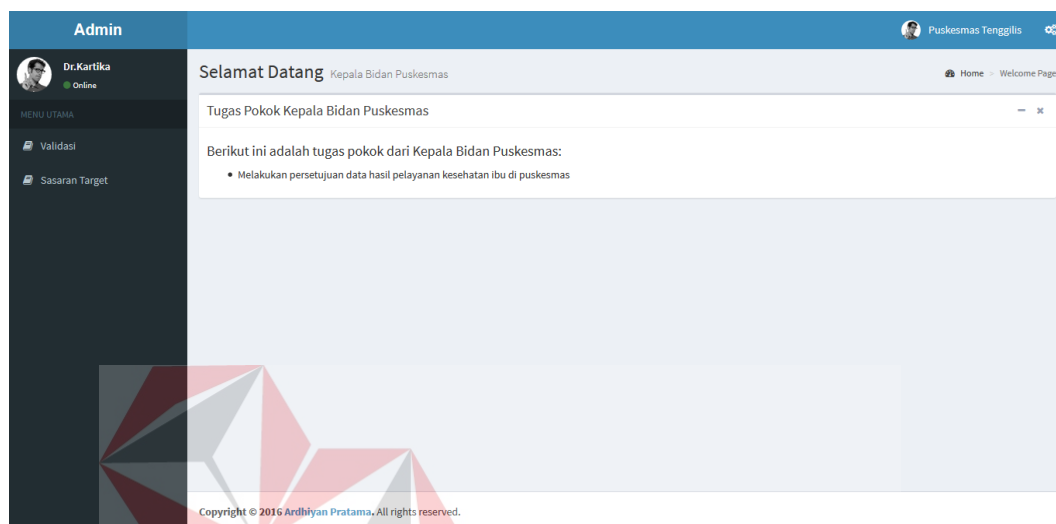 Admin
Puskesmas Tenggilis
Dr.Kartika
Online
Selamat Datang Kepala Bidan Puskesmas
Home > Welcome Page
MENU UTAMA
Tugas Pokok Kepala Bidan Puskesmas
Validasi
Berikut ini adalah tugas pokok dari Kepala Bidan Puskesmas:
Melakukan persetujuan data hasil pelayanan kesehatan ibu di puskesmas
Sasaran Target
Copyright © 2016 Ardhiyan Pratama. All rights reserved.